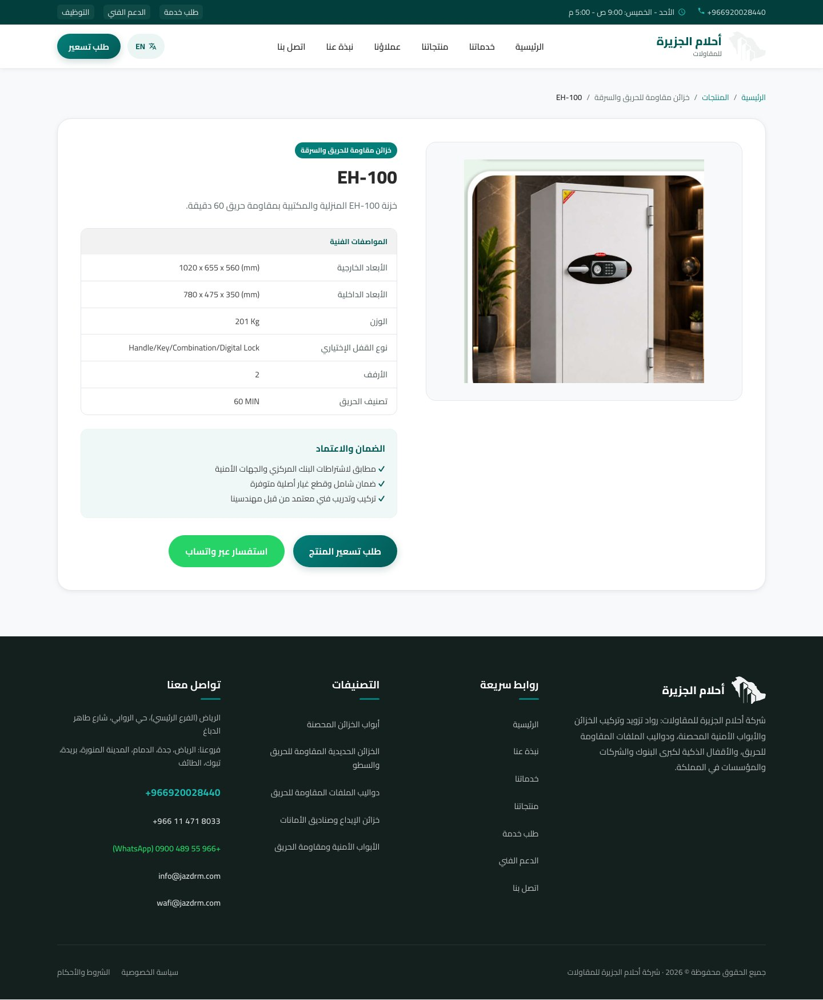 +966920028440
الأحد - الخميس: 9:00 ص - 5:00 م
طلب خدمة
الدعم الفني
التوظيف
أحلام الجزيرة
للمقاولات
الرئيسية
خدماتنا
منتجاتنا
عملاؤنا
نبذة عنا
اتصل بنا
EN
طلب تسعير
الرئيسية / المنتجات / خزائن مقاومة للحريق والسرقة / EH-100
خزائن مقاومة للحريق والسرقة
EH-100
خزنة EH-100 المنزلية والمكتبية بمقاومة حريق 60 دقيقة.
المواصفات الفنية
الأبعاد الخارجية 1020 x 655 x 560 (mm)
الأبعاد الداخلية 780 x 475 x 350 (mm)
الوزن 201 Kg
نوع القفل الإختياري Handle/Key/Combination/Digital Lock
الأرفف 2
تصنيف الحريق 60 MIN
الضمان والاعتماد
✓ مطابق لاشتراطات البنك المركزي والجهات الأمنية
✓ ضمان شامل وقطع غيار أصلية متوفرة
✓ تركيب وتدريب فني معتمد من قبل مهندسينا
طلب تسعير المنتج
استفسار عبر واتساب
أحلام الجزيرة
شركة أحلام الجزيرة للمقاولات: رواد تزويد وتركيب الخزائن
والأبواب الأمنية المحصنة، ودواليب الملفات المقاومة
للحريق، والأقفال الذكية لكبرى البنوك والشركات
والمؤسسات في المملكة.
روابط سريعة
الرئيسية
نبذة عنا
خدماتنا
منتجاتنا
طلب خدمة
الدعم الفني
اتصل بنا
التصنيفات
أبواب الخزائن المحصنة
الخزائن الحديدية المقاومة للحريق
والسطو
دواليب الملفات المقاومة للحريق
خزائن الإيداع وصناديق الأمانات
الأبواب الأمنية ومقاومة الحريق
تواصل معنا
الرياض (الفرع الرئيسي)، حي الروابي، شارع طاهر
الدباغ
فروعنا: الرياض، جدة، الدمام، المدينة المنورة، بريدة،
تبوك، الطائف
+966920028440
+966 11 471 8033
(WhatsApp) 0900 489 55 966+
info@jazdrm.com
wafi@jazdrm.com
جميع الحقوق محفوظة © 2026 · شركة أحلام الجزيرة للمقاولات
سياسة الخصوصية
الشروط والأحكام